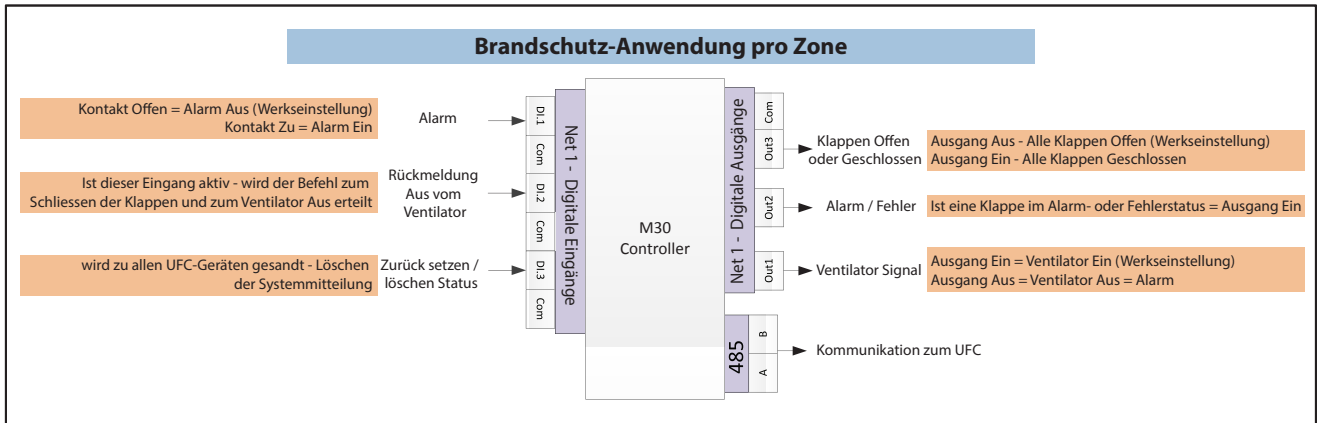 Brandschutz-Anwendung pro Zone
Kontakt Offen = Alarm Aus (Werkseinstellung)
Kontakt Zu = Alarm Ein
Alarm
Ist dieser Eingang aktiv - wird der Befehl zum
Schliessen der Klappen und zum Ventilator Aus erteilt
Rückmeldung
Aus vom
Ventilator
wird zu allen UFC-Geräten gesandt - Löschen
der Systemmitteilung
Zurück setzen /
löschen Status
DI.1
Com
DI.2
Com
DI.3
Com
Net 1 - Digitale Eingänge
M30
Controller
Net 1 - Digitale Ausgänge
Com
Out3
Out2
Out1
485
B
A
Klappen Offen
oder Geschlossen
Ausgang Aus - Alle Klappen Offen (Werkseinstellung)
Ausgang Ein - Alle Klappen Geschlossen
Alarm / Fehler
Ist eine Klappe im Alarm- oder Fehlerstatus = Ausgang Ein
Ventilator Signal
Ausgang Ein = Ventilator Ein (Werkseinstellung)
Ausgang Aus = Ventilator Aus = Alarm
Kommunikation zum UFC